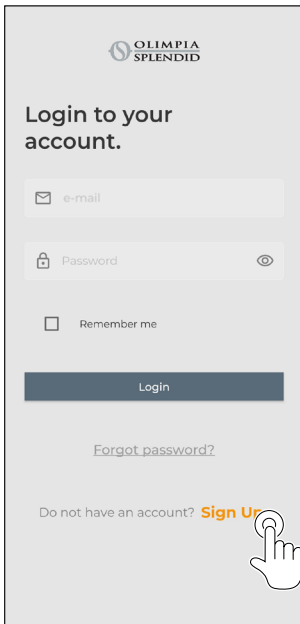 OLIMPIA
SPLENDID
Login to your
account.
e-mail
Password
Remember me
Login
Forgot password?
Do not have an account? Sign Up